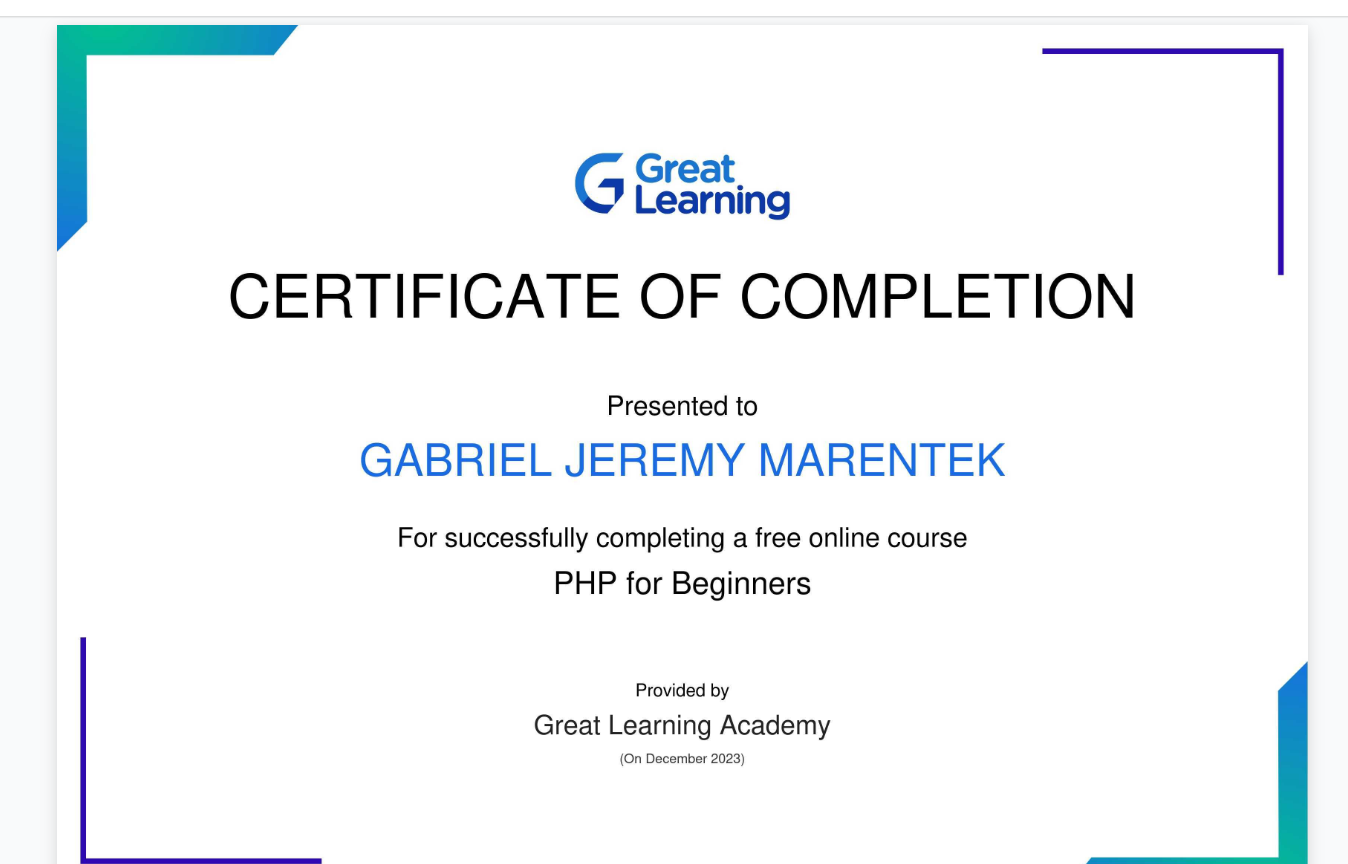 Great
Learning
CERTIFICATE OF COMPLETION
Presented to
GABRIEL JEREMY MARENTEK
For successfully completing a free online course
PHP for Beginners
Provided by
Great Learning Academy
(On December 2023)